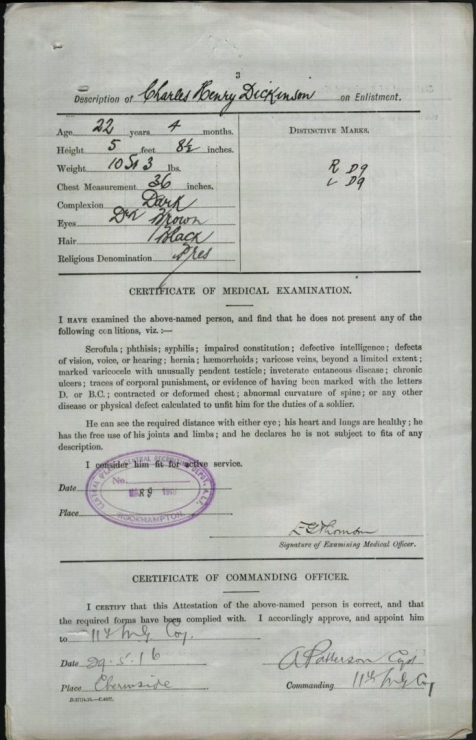 3
Description of Charles Henry Dickinson on Enlistment.
Age 22 years 4 months.
Height 5 feet 8½ inches.
Weight 10 St 3 lbs.
Chest Measurement 36 inches.
Complexion Dark
Eyes Drk Brown
Hair Black
Religious Denomination Pres
Distinctive Marks.
R D9
L D9
CERTIFICATE OF MEDICAL EXAMINATION.
I HAVE examined the above-named person, and find that he does not present any of the
following conditions, viz. :—
Scrofula; phthisis; syphilis; impaired constitution; defective intelligence; defects
of vision, voice, or hearing; hernia; hæmorrhoids; varicose veins, beyond a limited extent;
marked varicocele with unusually pendent testicle; inveterate cutaneous disease; chronic
ulcers; traces of corporal punishment, or evidence of having been marked with the letters
D. or B.C.; contracted or deformed chest; abnormal curvature of spine; or any other
disease or physical defect calculated to unfit him for the duties of a soldier.
He can see the required distance with either eye; his heart and lungs are healthy; he
has the free use of his joints and limbs; and he declares he is not subject to fits of any
description.
I consider him fit for active service.
No.
Date 9
Place
ROCKHAMPTON
Thomson
Signature of Examining Medical Officer.
CERTIFICATE OF COMMANDING OFFICER.
I CERTIFY that this Attestation of the above-named person is correct, and that
the required forms have been complied with. I accordingly approve, and appoint him
to 11th M.G. Coy.
Date 29.5.16
A Patterson Capt
Place Chermside
Commanding 11th M G Coy